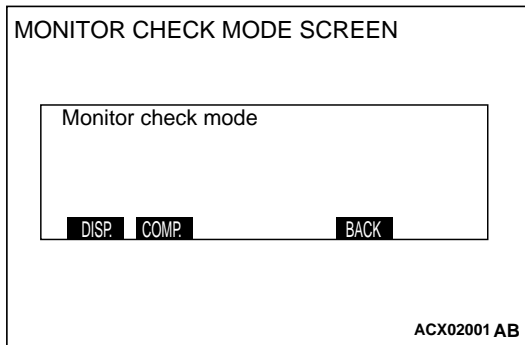 MONITOR CHECK MODE SCREEN
Monitor check mode
DISP. COMP. BACK
ACX02001 AB